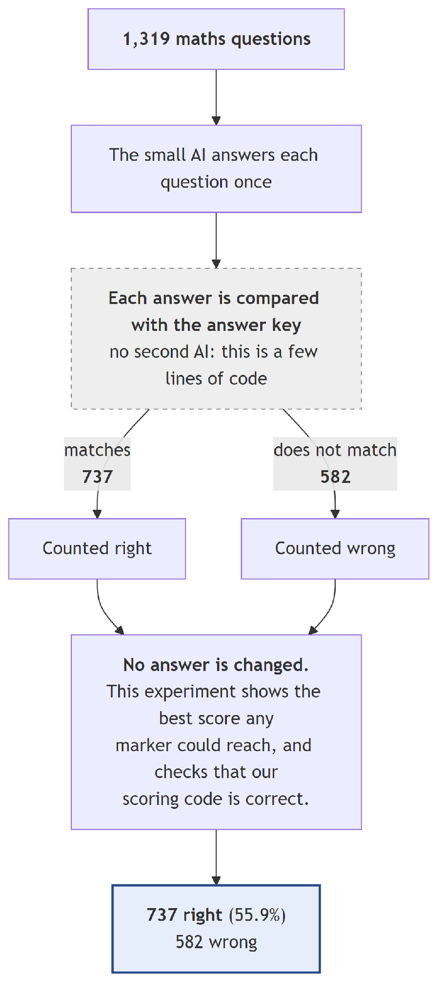 1,319 maths questions
The small AI answers each
question once
Each answer is compared
with the answer key
no second AI: this is a few
lines of code
matches
737
does not match
582
Counted right
Counted wrong
No answer is changed.
This experiment shows the
best score any
marker could reach, and
checks that our
scoring code is correct.
737 right (55.9%)
582 wrong